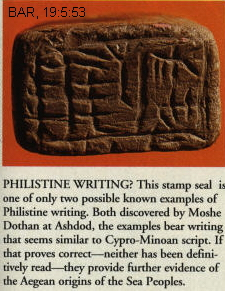 BAR, 19:5:53
PHILISTINE WRITING? This stamp seal is
one of only two possible known examples of
Philistine writing. Both discovered by Moshe
Dothan at Ashdod, the examples bear writing
that seems similar to Cypro-Minoan script. If
that proves correct—neither has been defini-
tively read—they provide further evidence of
the Aegean origins of the Sea Peoples.